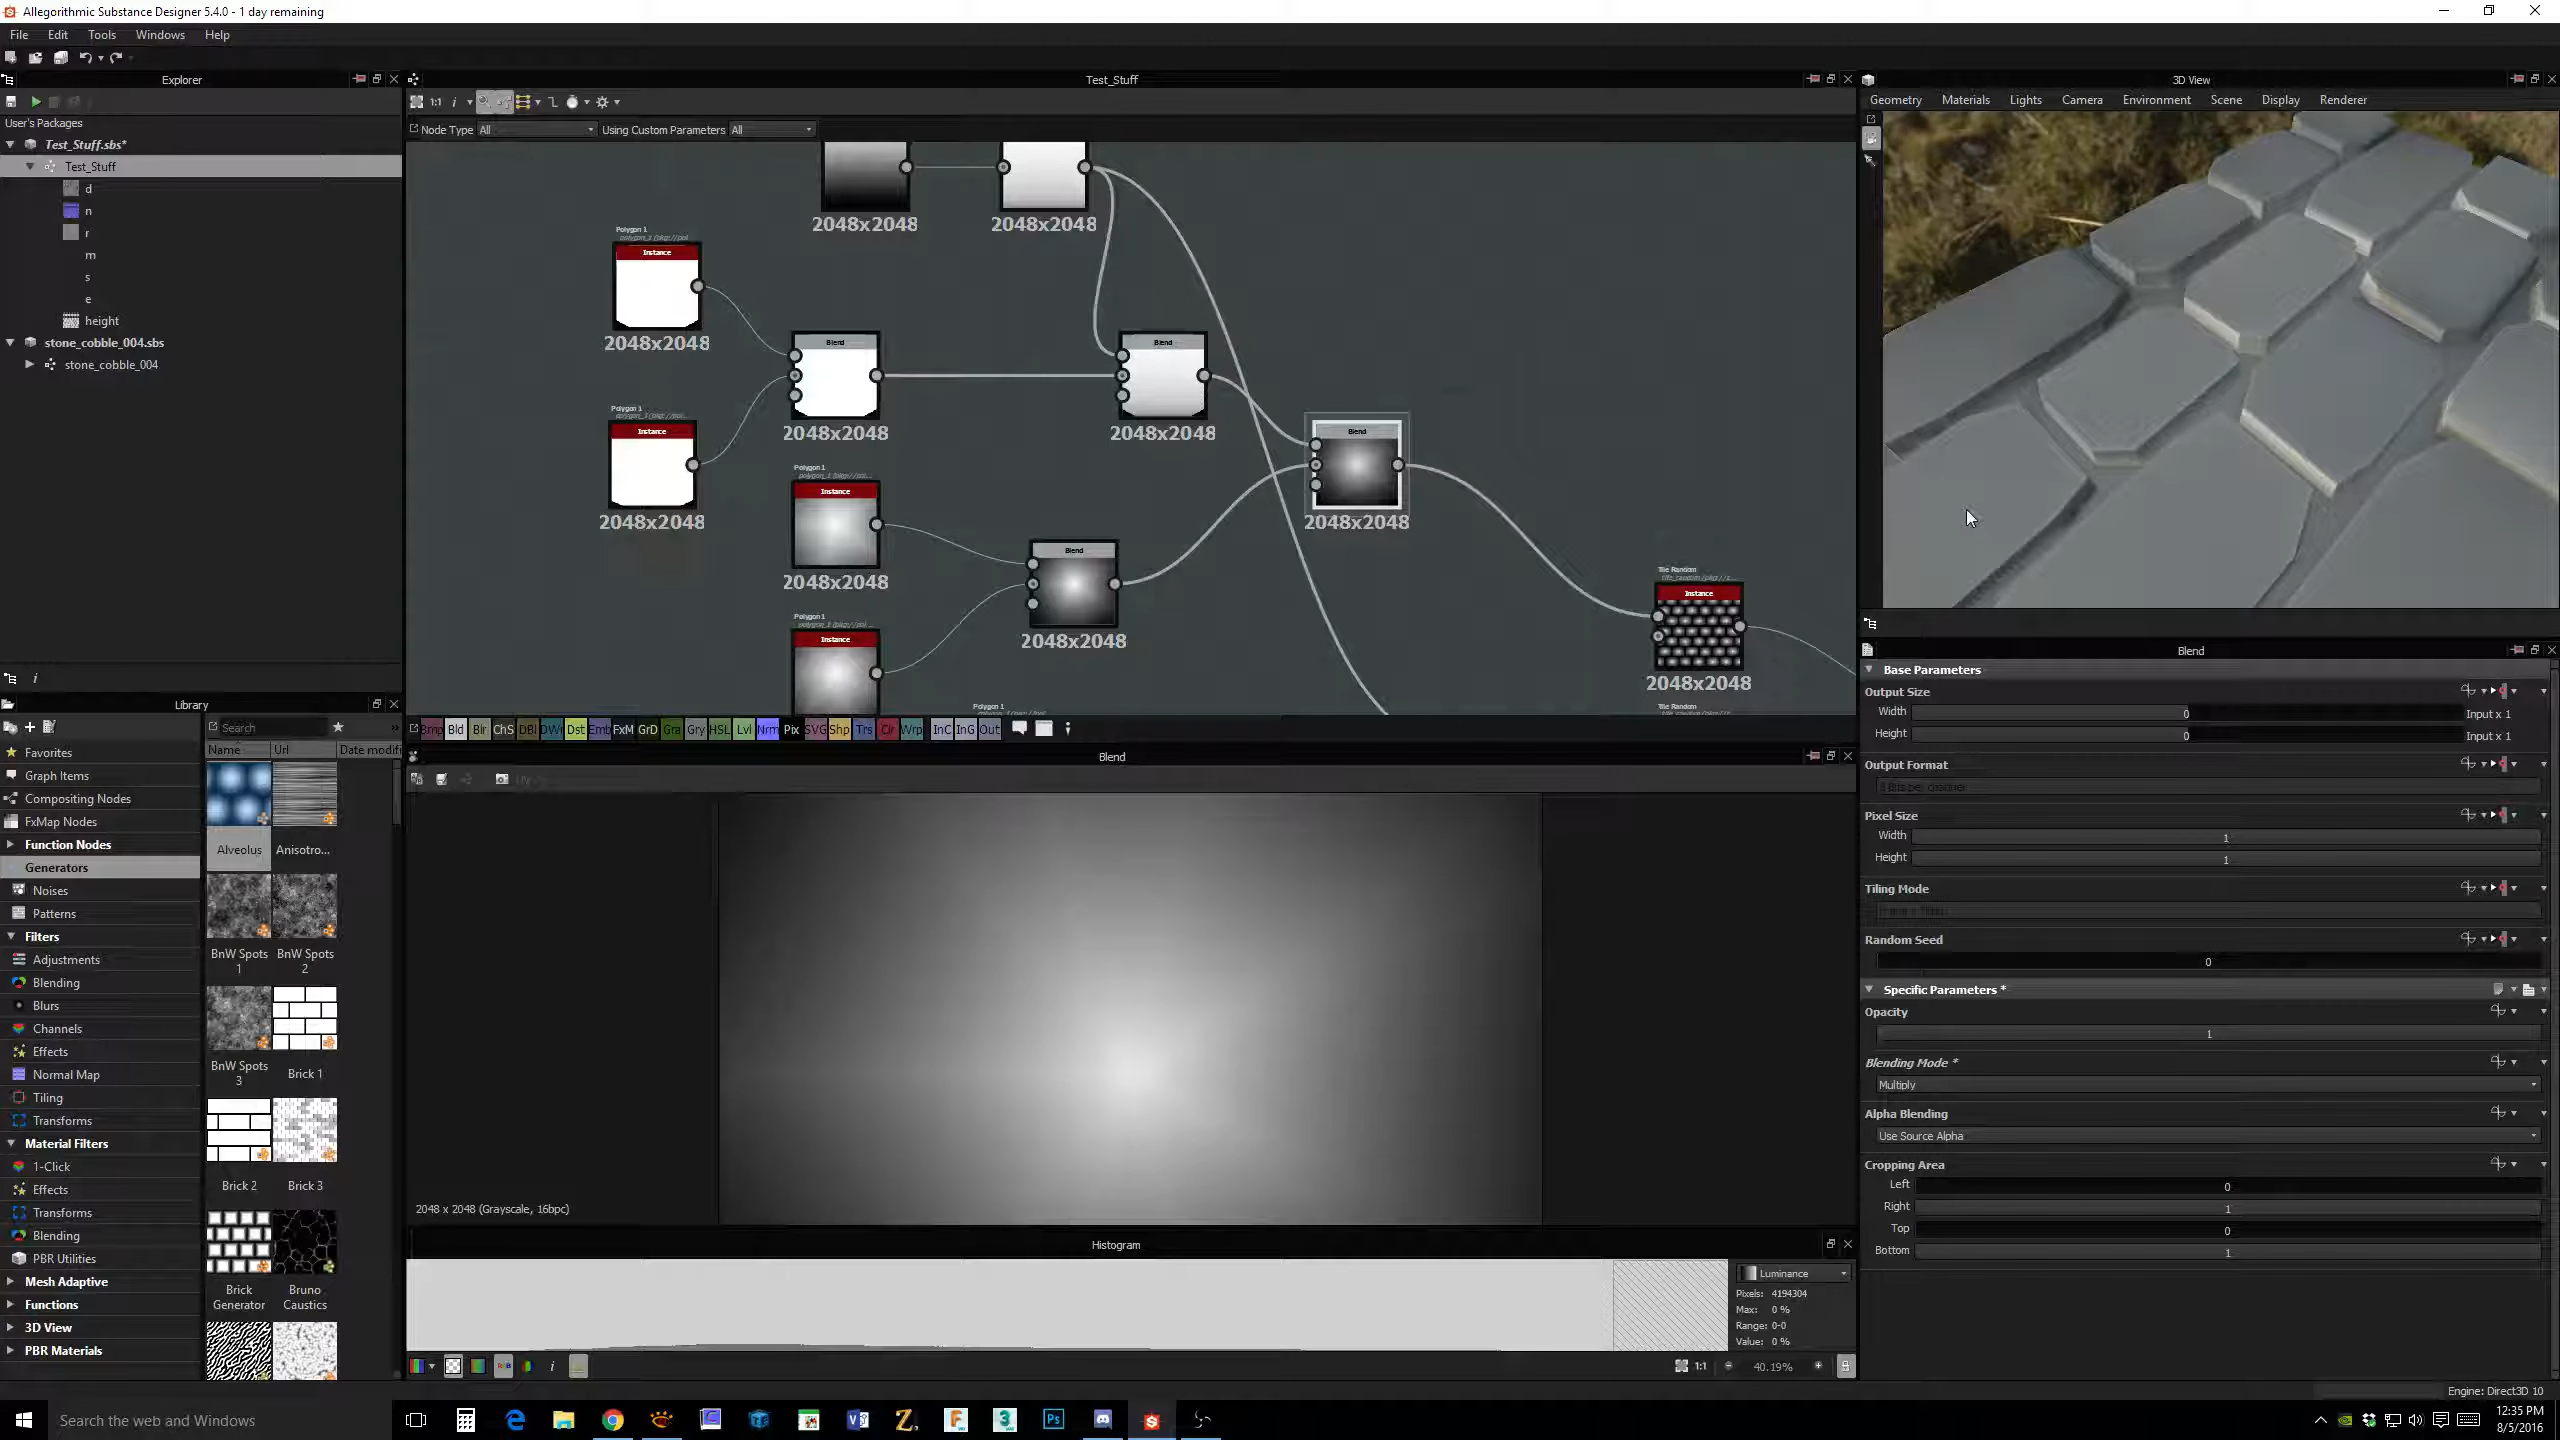 Allegorithmic Substance Designer 5.4.0 - 1 day remaining
File Edit Tools Windows Help
Explorer
User's Packages
Test_Stuff.sbs*
Test_Stuff
d
n
r
m
s
e
height
stone_cobble_004.sbs
stone_cobble_004
Test_Stuff
1:1
Node Type All Using Custom Parameters All
2048x2048 2048x2048
Polygon 1
Instance
2048x2048
Blend
2048x2048
Blend
2048x2048
Polygon 1
Instance
2048x2048
Polygon 1
Instance
2048x2048
Blend
2048x2048
Blend
2048x2048
Polygon 1
Instance
Tile Random
Instance
2048x2048
Tile Random
Polygon 1
Bmp Bld Blr ChS DBl DWr Dst Emb FxM GrD Gra Gry HSL Lvl Nrm Pix SVG Shp Trs Clr Wrp InC InG Out
3D View
Geometry Materials Lights Camera Environment Scene Display Renderer
Library
Search
Name Url Date modifi
Favorites
Graph Items
Compositing Nodes
FxMap Nodes
Function Nodes
Generators
Noises
Patterns
Filters
Adjustments
Blending
Blurs
Channels
Effects
Normal Map
Tiling
Transforms
Material Filters
1-Click
Effects
Transforms
Blending
PBR Utilities
Mesh Adaptive
Functions
3D View
PBR Materials
Alveolus Anisotro...
BnW Spots 1
BnW Spots 2
BnW Spots 3
Brick 1
Brick 2 Brick 3
Brick Generator
Bruno Caustics
Blend
2048 x 2048 (Grayscale, 16bpc)
Histogram
Luminance
Pixels: 4194304
Max: 0 %
Range: 0-0
Value: 0 %
1:1 40.19%
Blend
Base Parameters
Output Size
Width 0 Input x 1
Height 0 Input x 1
Output Format
Pixel Size
Width 1
Height 1
Tiling Mode
Random Seed
0
Specific Parameters *
Opacity
1
Blending Mode *
Multiply
Alpha Blending
Use Source Alpha
Cropping Area
Left 0
Right 1
Top 0
Bottom 1
Engine: Direct3D 10
Search the web and Windows
12:35 PM
8/5/2016